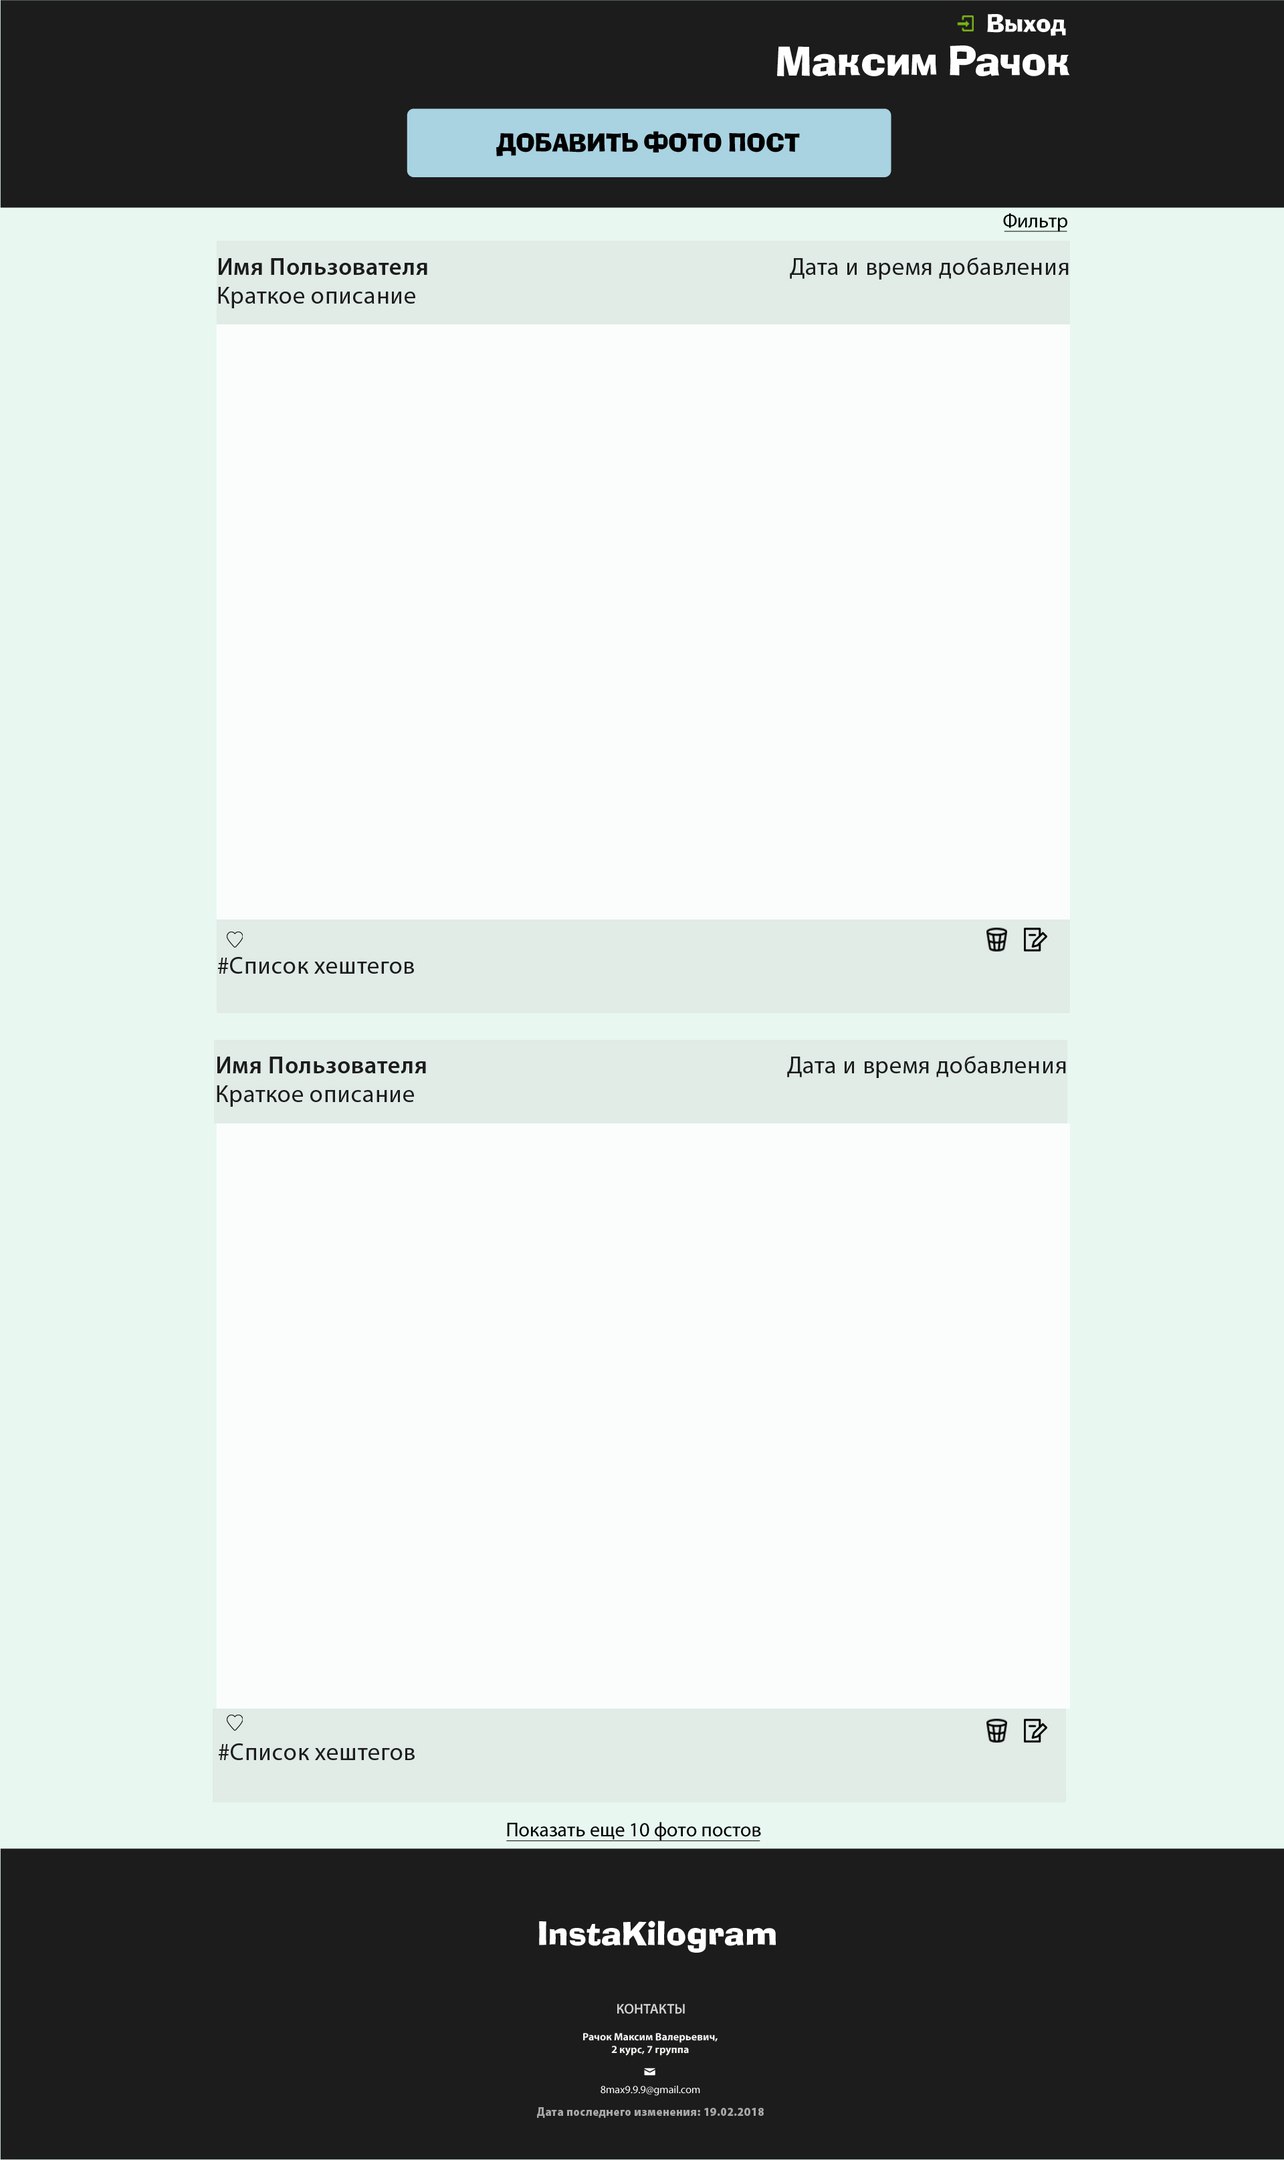 Выход
Максим Рачок
ДОБАВИТЬ ФОТО ПОСТ
Фильтр
Имя Пользователя Дата и время добавления
Краткое описание
#Список хештегов
Имя Пользователя Дата и время добавления
Краткое описание
#Список хештегов
Показать еще 10 фото постов
InstaKilogram
КОНТАКТЫ
Рачок Максим Валерьевич,
2 курс, 7 группа
8max9.9.9@gmail.com
Дата последнего изменения: 19.02.2018